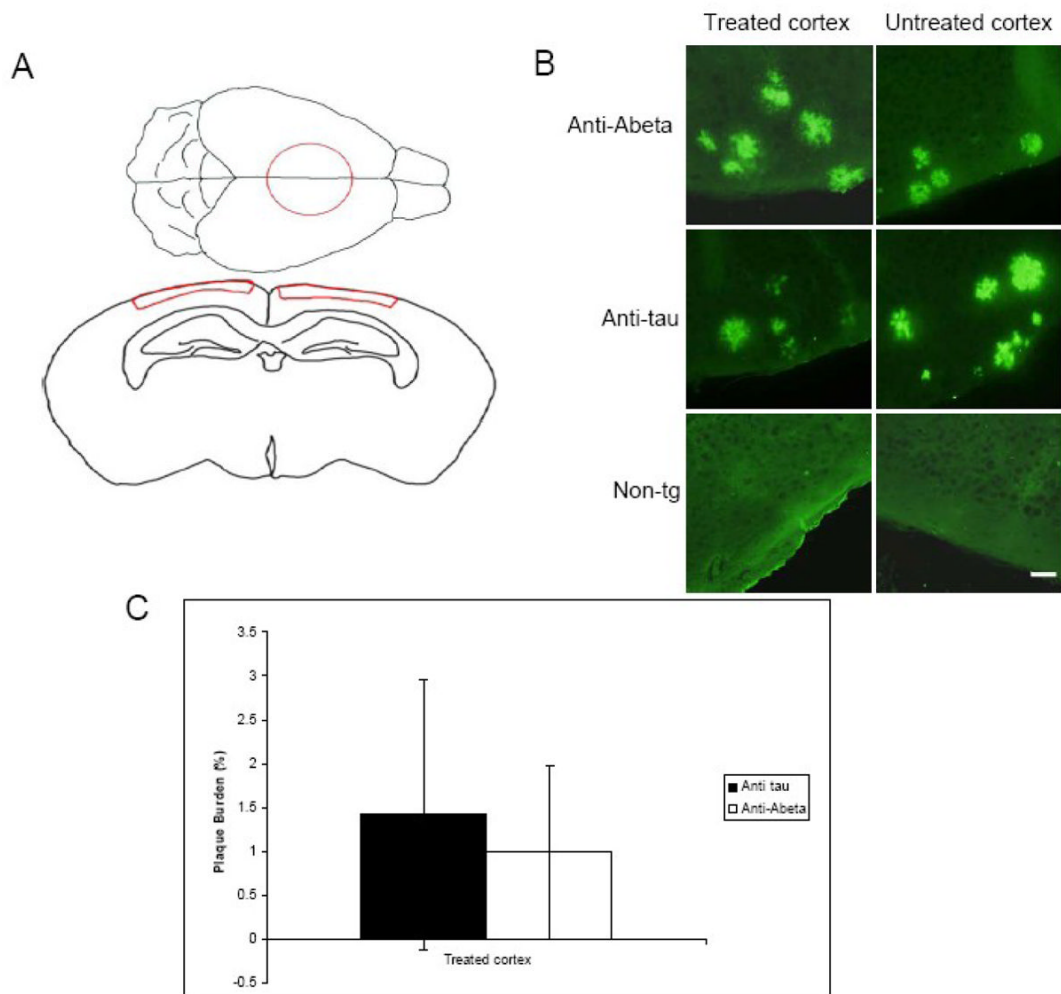 A
B
Treated cortex Untreated cortex
Anti-Abeta
Anti-tau
Non-tg
C
3.5
3
2.5
2
1.5
1
0.5
0
-0.5
Plaque Burden (%)
Treated cortex
Anti tau
Anti-Abeta